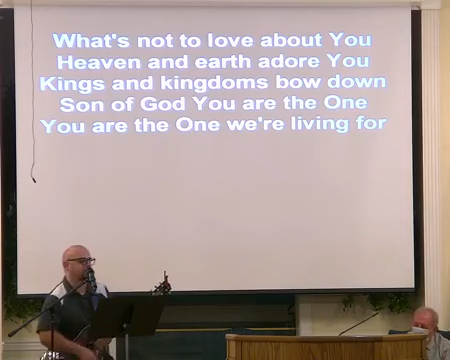 What's not to love about You
Heaven and earth adore You
Kings and kingdoms bow down
Son of God You are the One
You are the One we're living for